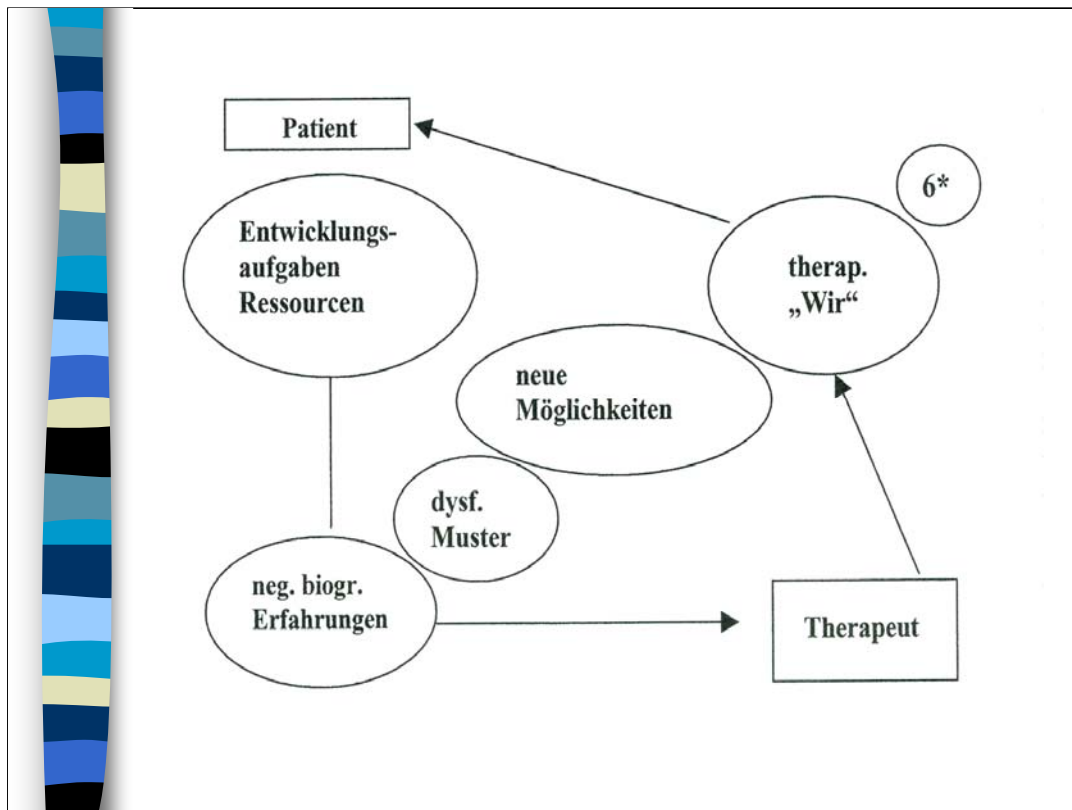 Patient
6*
Entwicklungs-
aufgaben
Ressourcen
therap.
„Wir“
neue
Möglichkeiten
dysf.
Muster
neg. biogr.
Erfahrungen
Therapeut